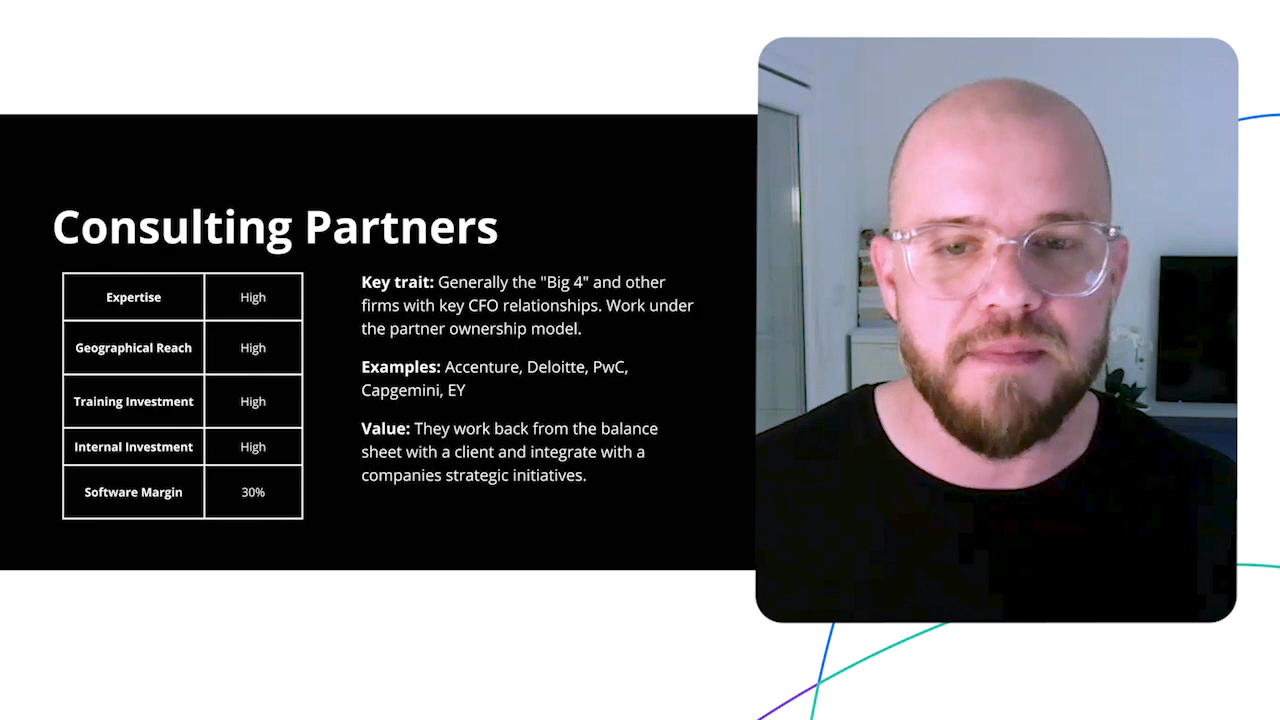 Consulting Partners
Expertise High
Geographical Reach High
Training Investment High
Internal Investment High
Software Margin 30%
Key trait: Generally the "Big 4" and other
firms with key CFO relationships. Work under
the partner ownership model.
Examples: Accenture, Deloitte, PwC,
Capgemini, EY
Value: They work back from the balance
sheet with a client and integrate with a
companies strategic initiatives.